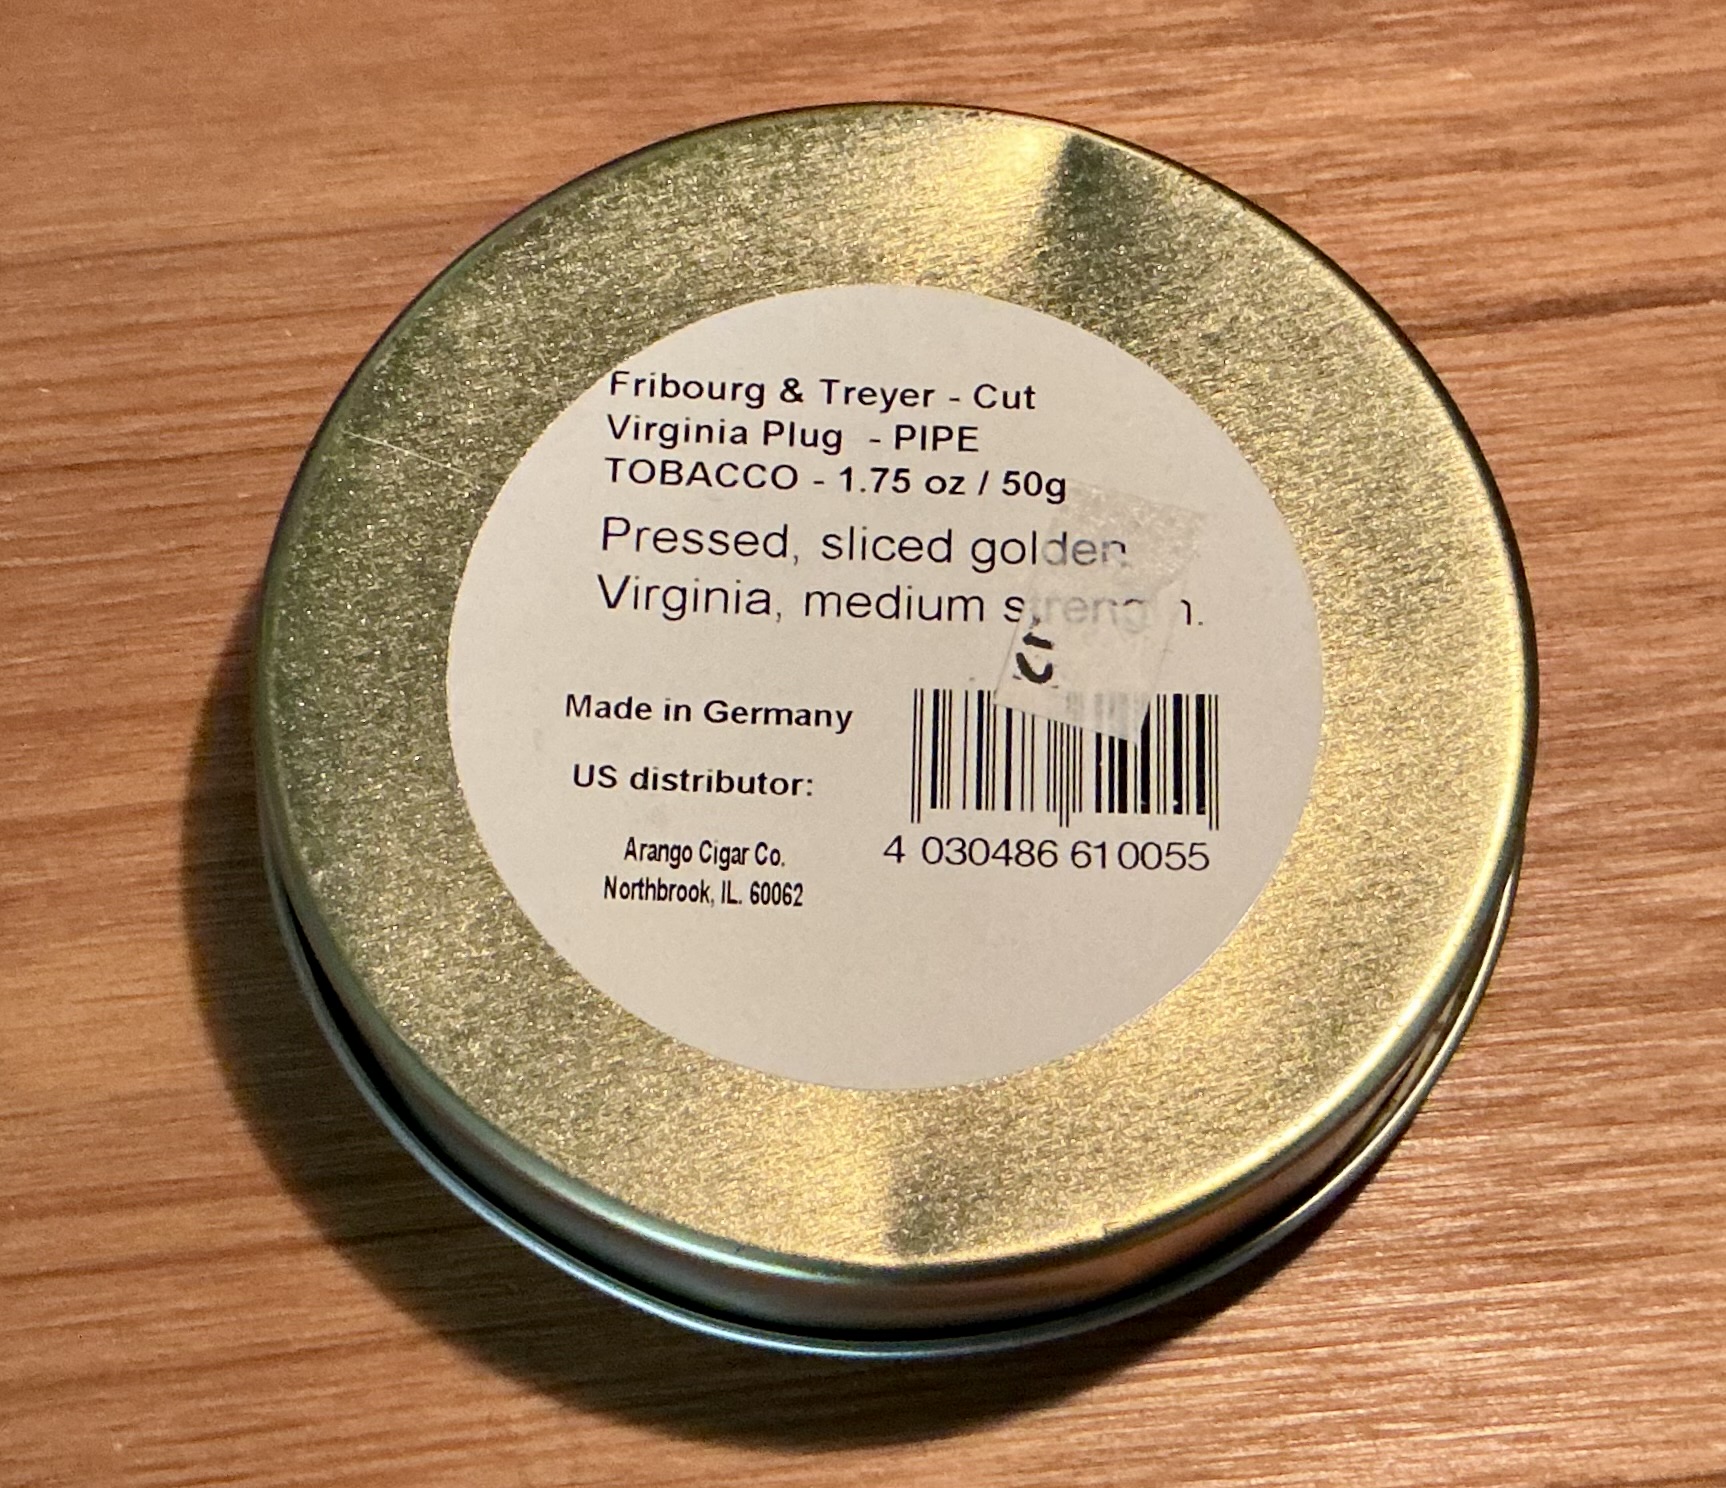 Fribourg & Treyer - Cut
Virginia Plug - PIPE
TOBACCO - 1.75 oz / 50g
Pressed, sliced golden
Virginia, medium strength.
Made in Germany
US distributor:
Arango Cigar Co.
Northbrook, IL. 60062
4 030486 610055